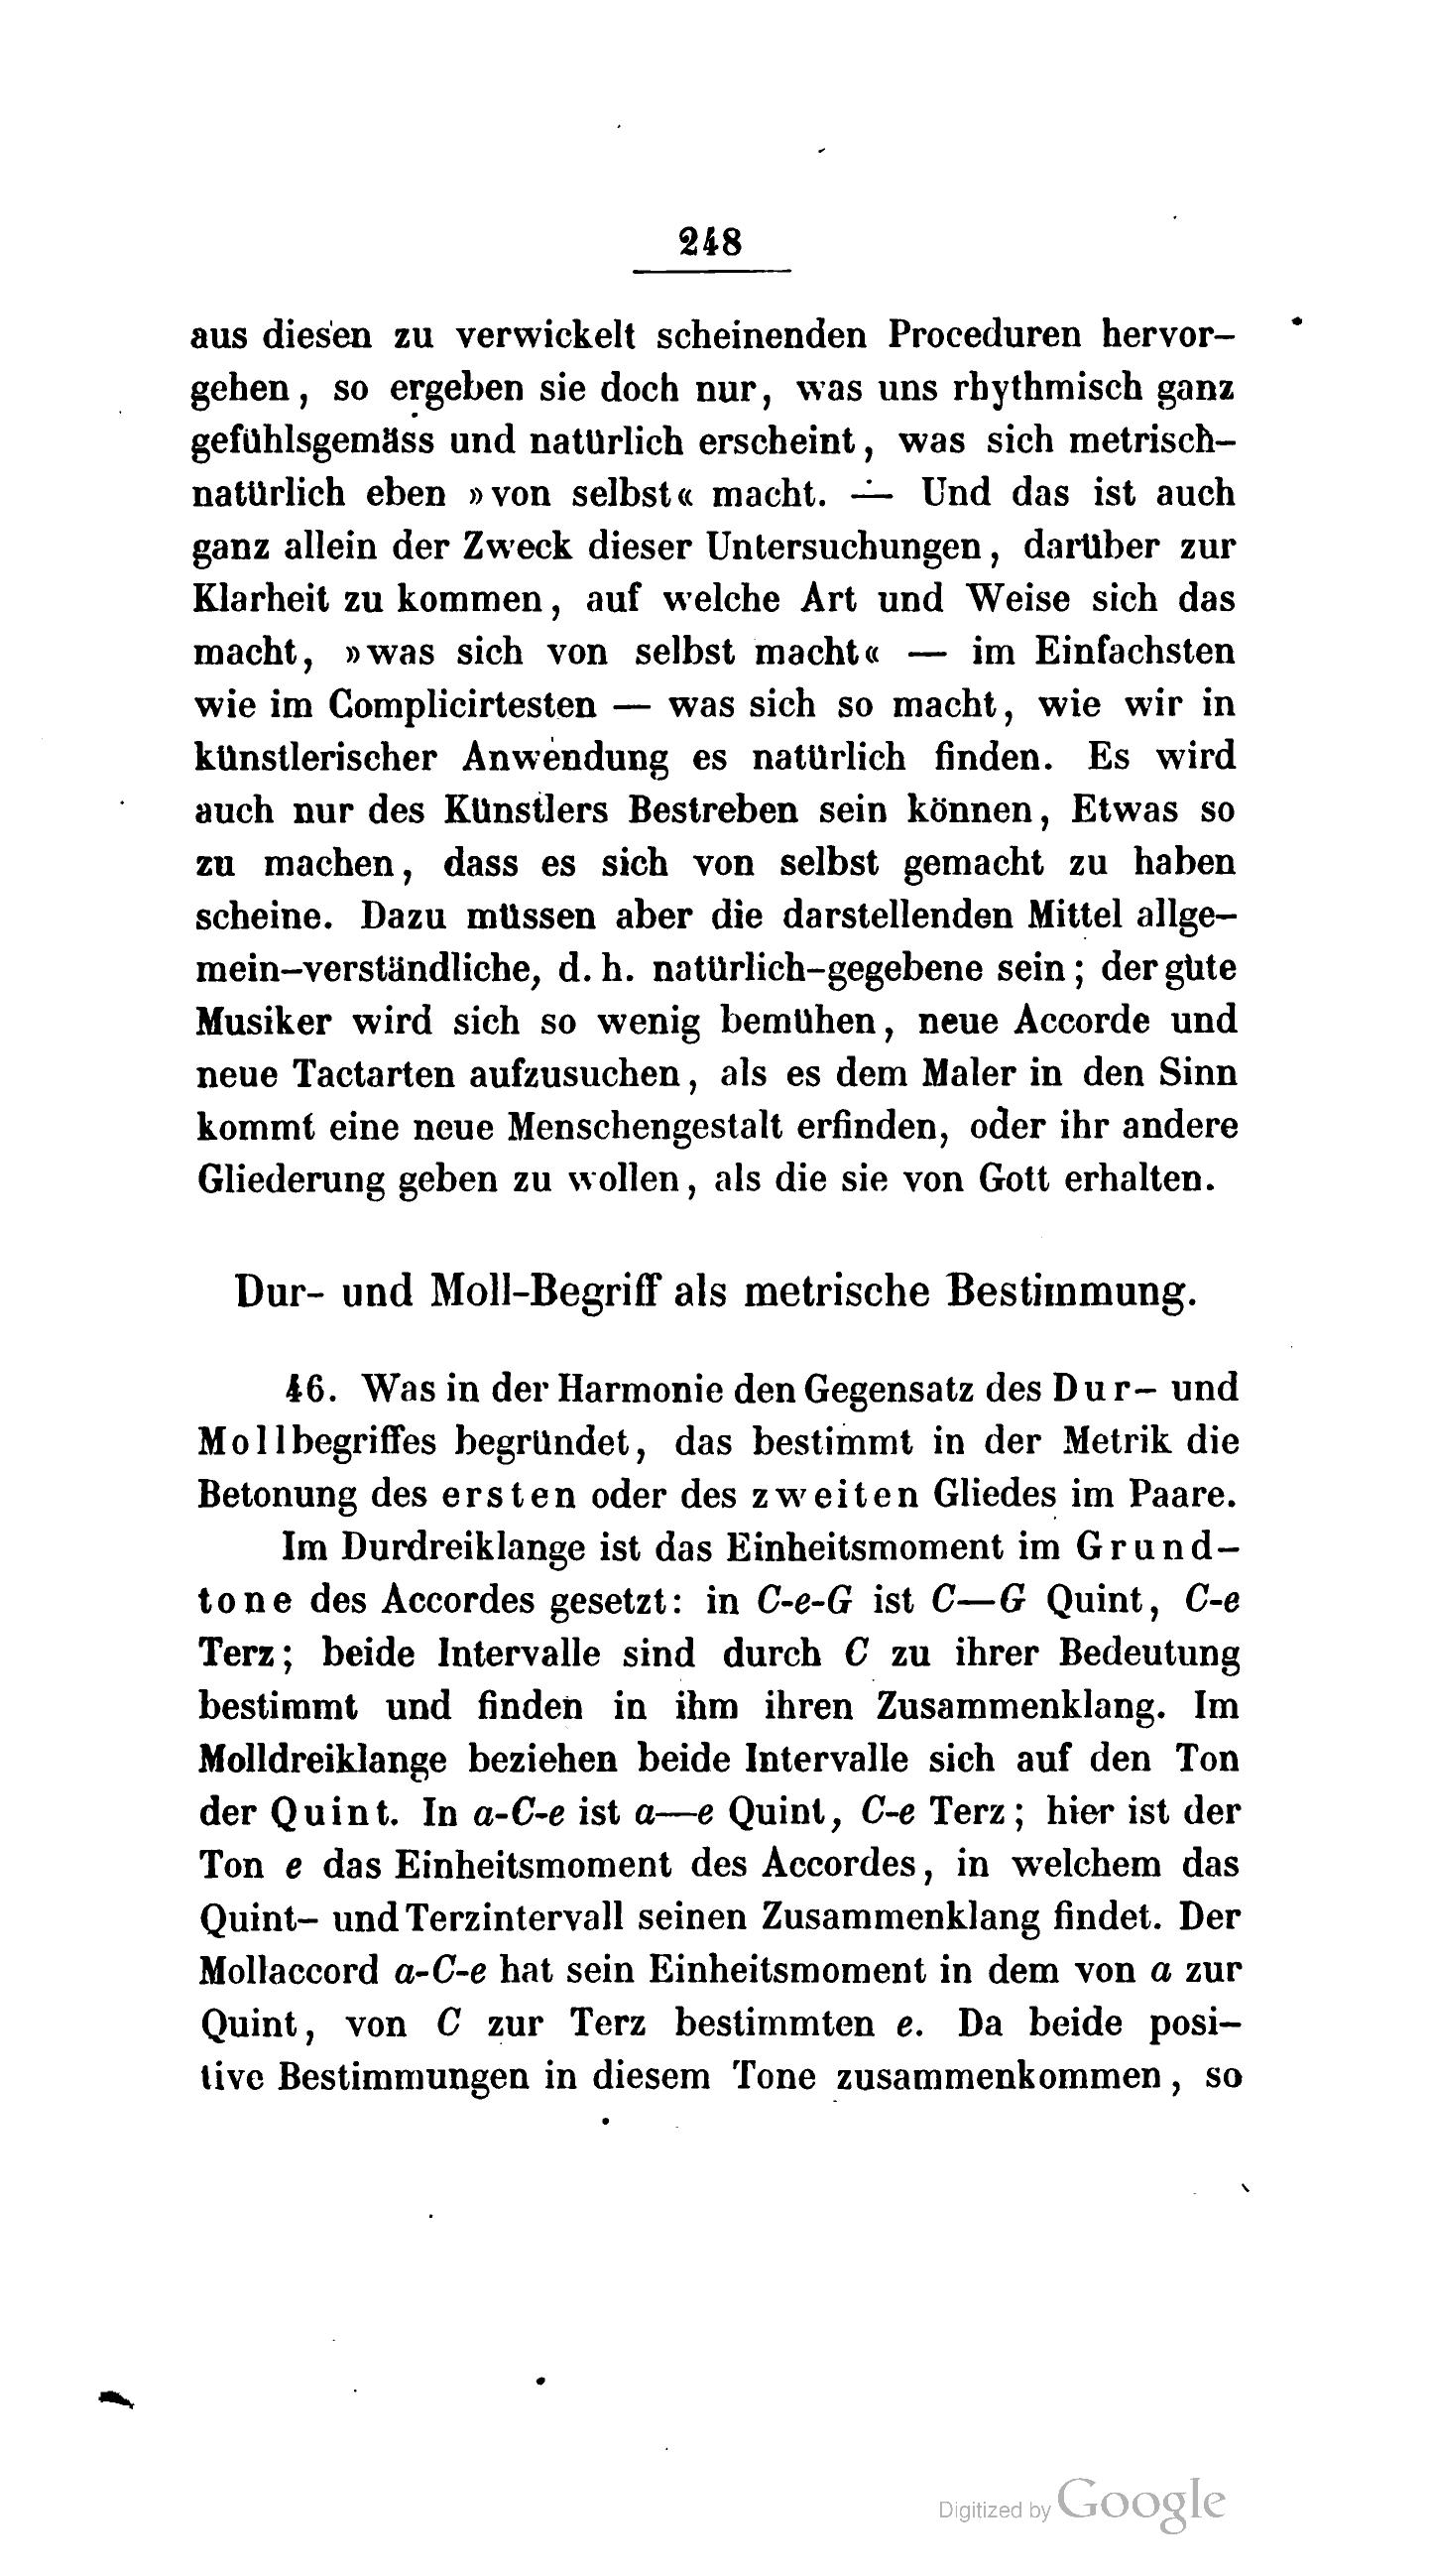 248
aus diesen zu verwickelt scheinenden Proceduren hervor-
gehen, so ergeben sie doch nur, was uns rhythmisch ganz
gefühlsgemäss und natürlich erscheint, was sich metrisch-
natürlich eben »von selbst« macht. — Und das ist auch
ganz allein der Zweck dieser Untersuchungen, darüber zur
Klarheit zu kommen, auf welche Art und Weise sich das
macht, »was sich von selbst macht« — im Einfachsten
wie im Complicirtesten — was sich so macht, wie wir in
künstlerischer Anwendung es natürlich finden. Es wird
auch nur des Künstlers Bestreben sein können, Etwas so
zu machen, dass es sich von selbst gemacht zu haben
scheine. Dazu müssen aber die darstellenden Mittel allge-
mein-verständliche, d. h. natürlich-gegebene sein; der gute
Musiker wird sich so wenig bemühen, neue Accorde und
neue Tactarten aufzusuchen, als es dem Maler in den Sinn
kommt eine neue Menschengestalt erfinden, oder ihr andere
Gliederung geben zu wollen, als die sie von Gott erhalten.
Dur- und Moll-Begriff als metrische Bestimmung.
46. Was in der Harmonie den Gegensatz des Dur- und
Mollbegriffes begründet, das bestimmt in der Metrik die
Betonung des ersten oder des zweiten Gliedes im Paare.
Im Durdreiklange ist das Einheitsmoment im Grund-
tone des Accordes gesetzt: in C-e-G ist C—G Quint, C-e
Terz; beide Intervalle sind durch C zu ihrer Bedeutung
bestimmt und finden in ihm ihren Zusammenklang. Im
Molldreiklange beziehen beide Intervalle sich auf den Ton
der Quint. In a-C-e ist a—e Quint, C-e Terz; hier ist der
Ton e das Einheitsmoment des Accordes, in welchem das
Quint- und Terzintervall seinen Zusammenklang findet. Der
Mollaccord a-C-e hat sein Einheitsmoment in dem von a zur
Quint, von C zur Terz bestimmten e. Da beide posi-
tive Bestimmungen in diesem Tone zusammenkommen, so
Digitized by Google